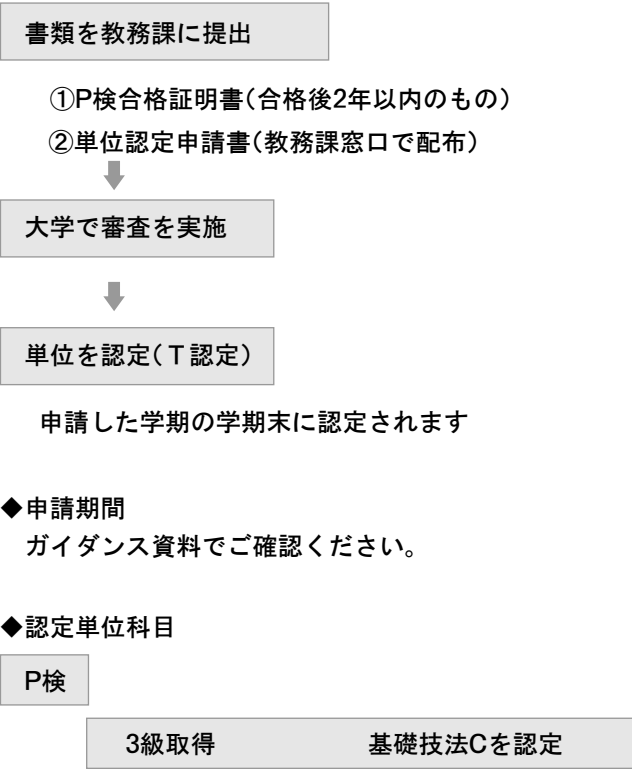 書類を教務課に提出
①P検合格証明書(合格後2年以内のもの)
②単位認定申請書(教務課窓口で配布)
大学で審査を実施
単位を認定(T認定)
申請した学期の学期末に認定されます
◆申請期間
ガイダンス資料でご確認ください。
◆認定単位科目
P検
3級取得 基礎技法Cを認定